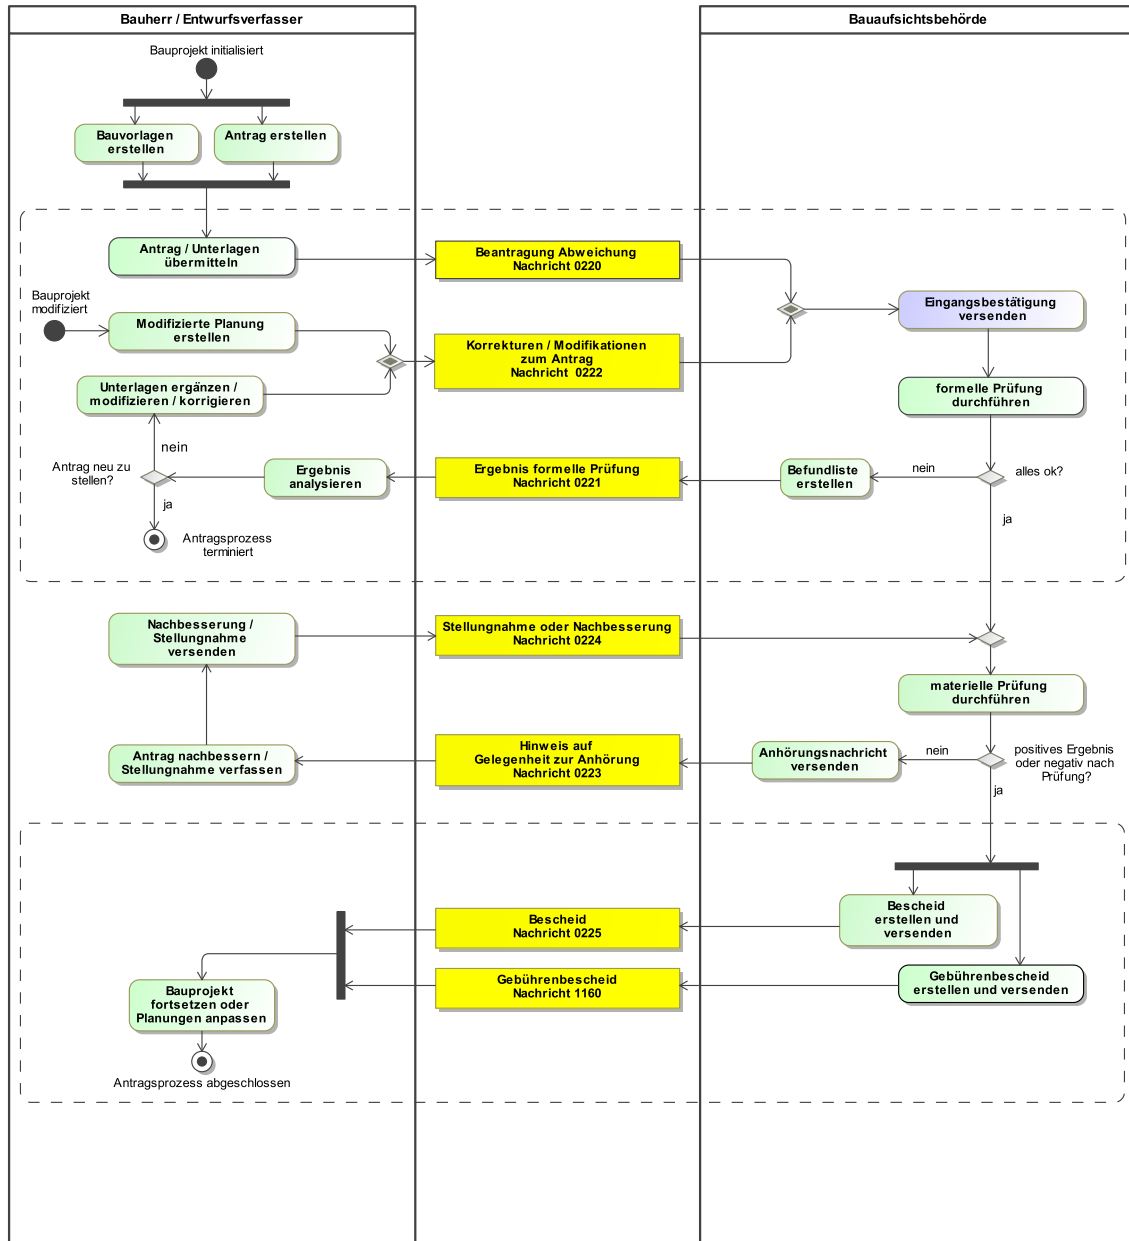 Bauherr / Entwurfsverfasser
Bauaufsichtsbehörde
Bauprojekt initialisiert
Bauvorlagen
erstellen
Antrag erstellen
Antrag / Unterlagen
übermitteln
Beantragung Abweichung
Nachricht 0220
Bauprojekt
modifiziert
Modifizierte Planung
erstellen
Eingangsbestätigung
versenden
Korrekturen / Modifikationen
zum Antrag
Nachricht 0222
Unterlagen ergänzen /
modifizieren / korrigieren
formelle Prüfung
durchführen
nein
Antrag neu zu
stellen?
ja
Ergebnis
analysieren
Ergebnis formelle Prüfung
Nachricht 0221
Befundliste
erstellen
nein
alles ok?
ja
Antragsprozess
terminiert
Nachbesserung /
Stellungnahme
versenden
Stellungnahme oder Nachbesserung
Nachricht 0224
materielle Prüfung
durchführen
Antrag nachbessern /
Stellungnahme verfassen
Hinweis auf
Gelegenheit zur Anhörung
Nachricht 0223
Anhörungsnachricht
versenden
nein
positives Ergebnis
oder negativ nach
Prüfung?
ja
Bescheid
Nachricht 0225
Bescheid
erstellen und
versenden
Gebührenbescheid
Nachricht 1160
Gebührenbescheid
erstellen und versenden
Bauprojekt
fortsetzen oder
Planungen anpassen
Antragsprozess abgeschlossen